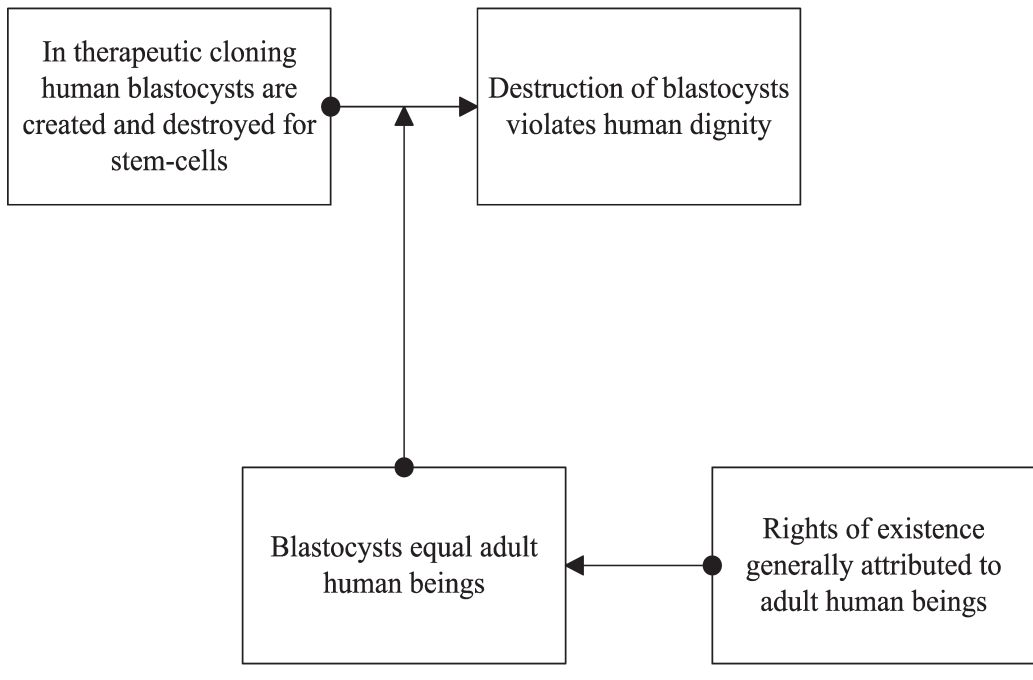 In therapeutic cloning
human blastocysts are
created and destroyed for
stem-cells
Destruction of blastocysts
violates human dignity
Blastocysts equal adult
human beings
Rights of existence
generally attributed to
adult human beings